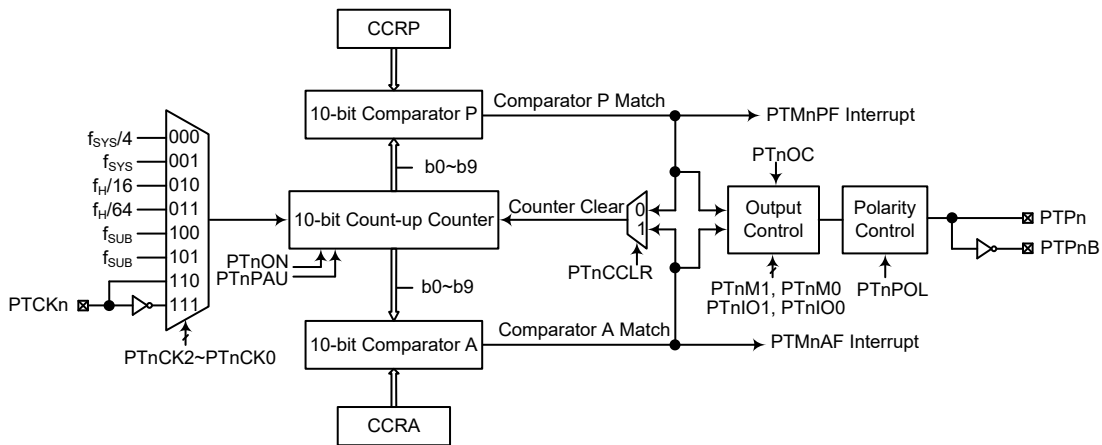 CCRP
10-bit Comparator P
Comparator P Match
PTMnPF Interrupt
fSYS/4
000
fSYS
001
fH/16
010
fH/64
011
fSUB
100
fSUB
101
110
111
PTCKn
PTnCK2~PTnCK0
b0~b9
10-bit Count-up Counter
Counter Clear
0
1
PTnCCLR
PTnON
PTnPAU
b0~b9
PTnOC
Output
Control
Polarity
Control
PTPn
PTPnB
PTnM1, PTnM0
PTnIO1, PTnIO0
PTnPOL
10-bit Comparator A
Comparator A Match
PTMnAF Interrupt
CCRA